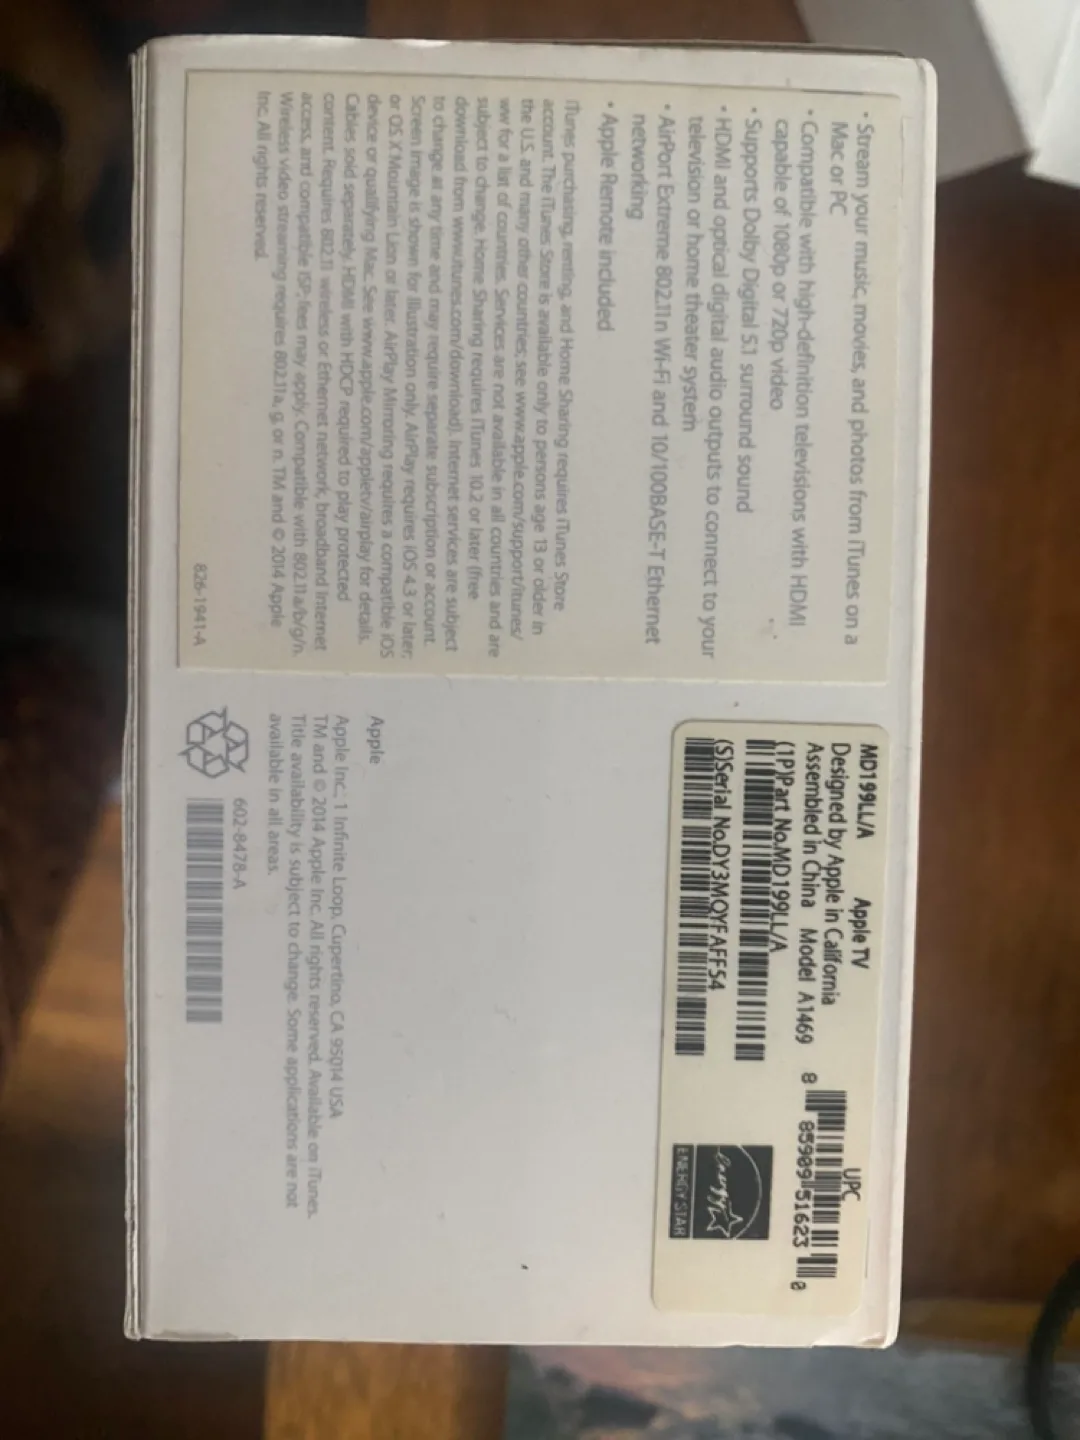 • Stream your music, movies, and photos from iTunes on a
Mac or PC
• Compatible with high-definition televisions with HDMI
capable of 1080p or 720p video
• Supports Dolby Digital 5.1 surround sound
• HDMI and optical digital audio outputs to connect to your
television or home theater system
• AirPort Extreme 802.11n Wi-Fi and 10/100BASE-T Ethernet
networking
• Apple Remote included
iTunes purchasing, renting, and Home Sharing requires iTunes Store
account. The iTunes Store is available only to persons age 13 or older in
the U.S. and many other countries; see www.apple.com/support/itunes/
ww for a list of countries. Services are not available in all countries and are
subject to change. Home Sharing requires iTunes 10.2 or later (free
download from www.itunes.com/download). Internet services are subject
to change at any time and may require separate subscription or account.
Screen image is shown for illustration only. AirPlay requires iOS 4.3 or later;
or OS X Mountain Lion or later. AirPlay Mirroring requires a compatible iOS
device or qualifying Mac. See www.apple.com/appletv/airplay for details.
Cables sold separately. HDMI with HDCP required to play protected
content. Requires 802.11 wireless or Ethernet network, broadband Internet
access, and compatible ISP; fees may apply. Compatible with 802.11a/b/g/n.
Wireless video streaming requires 802.11a, g, or n. TM and © 2014 Apple
Inc. All rights reserved.
826-1941-A
MD199LL/A Apple TV
Designed by Apple in California
Assembled in China Model A1469
(1P)Part No.MD199LL/A
(S)Serial No.DY3MQYFAFF54
UPC
8 85909 51623 0
energy
ENERGY STAR
Apple
Apple Inc., 1 Infinite Loop, Cupertino, CA 95014 USA
TM and © 2014 Apple Inc. All rights reserved. Available on iTunes.
Title availability is subject to change. Some applications are not
available in all areas.
602-8478-A